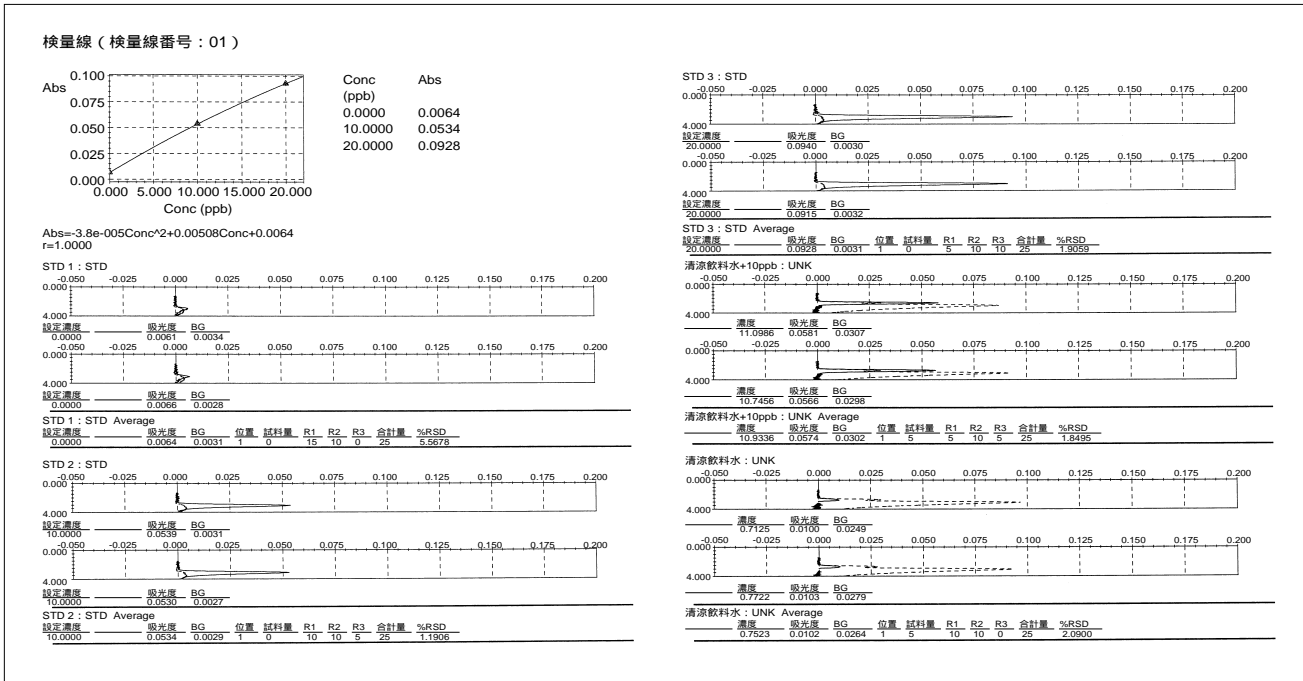 検量線（検量線番号：01）
Abs
0.100
0.075
0.050
0.025
0.000
0.000 5.000 10.000 15.000 20.000
Conc (ppb)
Conc Abs
(ppb)
0.0000 0.0064
10.0000 0.0534
20.0000 0.0928
Abs=-3.8e-005Conc^2+0.00508Conc+0.0064
r=1.0000
STD 1：STD
-0.050 -0.025 0.000 0.025 0.050 0.075 0.100 0.125 0.150 0.175 0.200
0.000
4.000
設定濃度 吸光度 BG
0.0000 0.0061 0.0034
-0.050 -0.025 0.000 0.025 0.050 0.075 0.100 0.125 0.150 0.175 0.200
0.000
4.000
設定濃度 吸光度 BG
0.0000 0.0066 0.0028
STD 1：STD Average
設定濃度 吸光度 BG 位置 試料量 R1 R2 R3 合計量 %RSD
0.0000 0.0064 0.0031 1 0 15 10 0 25 5.5678
STD 2：STD
-0.050 -0.025 0.000 0.025 0.050 0.075 0.100 0.125 0.150 0.175 0.200
0.000
4.000
設定濃度 吸光度 BG
10.0000 0.0539 0.0031
-0.050 -0.025 0.000 0.025 0.050 0.075 0.100 0.125 0.150 0.175 0.200
0.000
4.000
設定濃度 吸光度 BG
10.0000 0.0530 0.0027
STD 2：STD Average
設定濃度 吸光度 BG 位置 試料量 R1 R2 R3 合計量 %RSD
10.0000 0.0534 0.0029 1 0 10 10 5 25 1.1906
STD 3：STD
-0.050 -0.025 0.000 0.025 0.050 0.075 0.100 0.125 0.150 0.175 0.200
0.000
4.000
設定濃度 吸光度 BG
20.0000 0.0940 0.0030
-0.050 -0.025 0.000 0.025 0.050 0.075 0.100 0.125 0.150 0.175 0.200
0.000
4.000
設定濃度 吸光度 BG
20.0000 0.0915 0.0032
STD 3：STD Average
設定濃度 吸光度 BG 位置 試料量 R1 R2 R3 合計量 %RSD
20.0000 0.0928 0.0031 1 0 5 10 10 25 1.9059
清涼飲料水+10ppb：UNK
-0.050 -0.025 0.000 0.025 0.050 0.075 0.100 0.125 0.150 0.175 0.200
0.000
4.000
濃度 吸光度 BG
11.0986 0.0581 0.0307
-0.050 -0.025 0.000 0.025 0.050 0.075 0.100 0.125 0.150 0.175 0.200
0.000
4.000
濃度 吸光度 BG
10.7456 0.0566 0.0298
清涼飲料水+10ppb：UNK Average
濃度 吸光度 BG 位置 試料量 R1 R2 R3 合計量 %RSD
10.9336 0.0574 0.0302 1 5 5 10 5 25 1.8495
清涼飲料水：UNK
-0.050 -0.025 0.000 0.025 0.050 0.075 0.100 0.125 0.150 0.175 0.200
0.000
4.000
濃度 吸光度 BG
0.7125 0.0100 0.0249
-0.050 -0.025 0.000 0.025 0.050 0.075 0.100 0.125 0.150 0.175 0.200
0.000
4.000
濃度 吸光度 BG
0.7722 0.0103 0.0279
清涼飲料水：UNK Average
濃度 吸光度 BG 位置 試料量 R1 R2 R3 合計量 %RSD
0.7523 0.0102 0.0264 1 5 10 10 0 25 2.0900